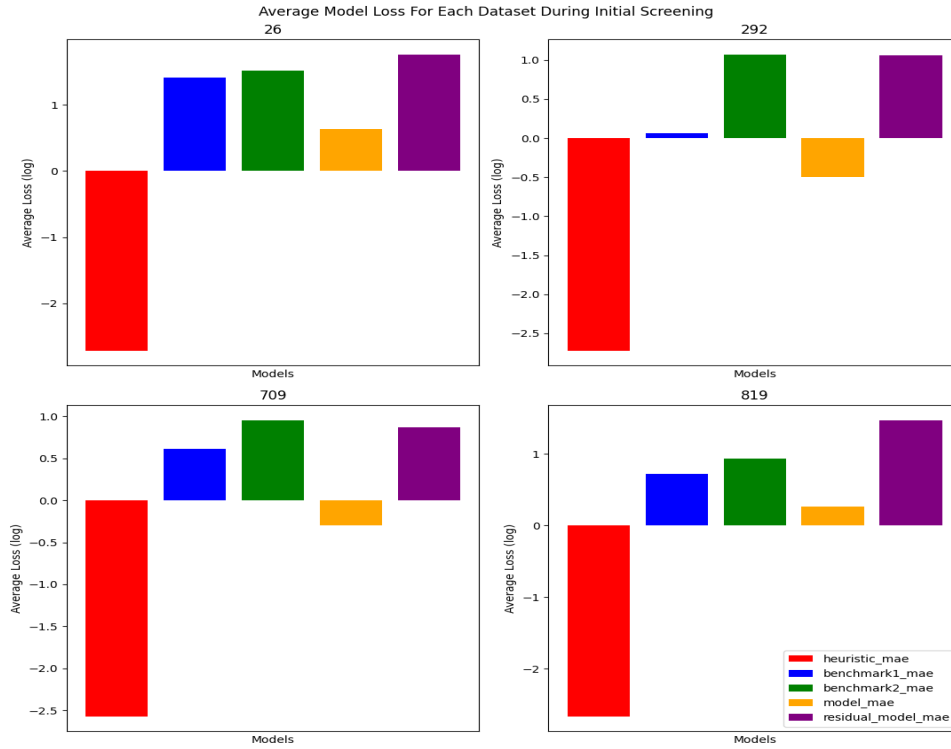 Average Model Loss For Each Dataset During Initial Screening
26
1
0
−1
−2
Average Loss (log)
Models
292
1.0
0.5
0.0
−0.5
−1.0
−1.5
−2.0
−2.5
Average Loss (log)
Models
709
1.0
0.5
0.0
−0.5
−1.0
−1.5
−2.0
−2.5
Average Loss (log)
Models
819
1
0
−1
−2
Average Loss (log)
Models
heuristic_mae
benchmark1_mae
benchmark2_mae
model_mae
residual_model_mae